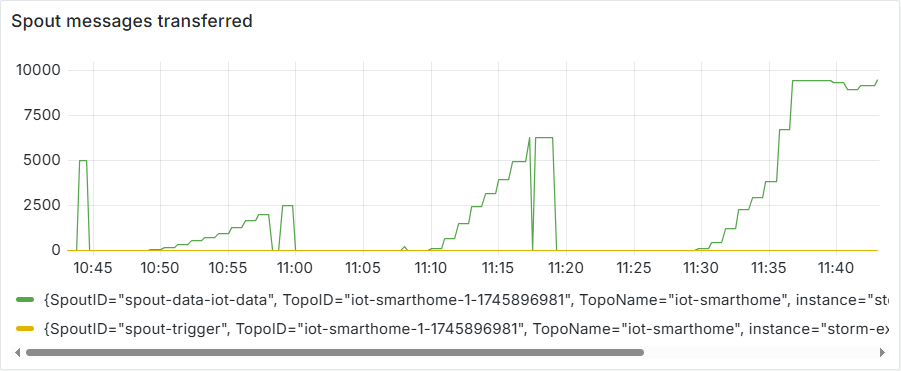 Spout messages transferred
10000
7500
5000
2500
0
10:45 10:50 10:55 11:00 11:05 11:10 11:15 11:20 11:25 11:30 11:35 11:40
{SpoutID="spout-data-iot-data", TopoID="iot-smarthome-1-1745896981", TopoName="iot-smarthome", instance="sto
{SpoutID="spout-trigger", TopoID="iot-smarthome-1-1745896981", TopoName="iot-smarthome", instance="storm-ex